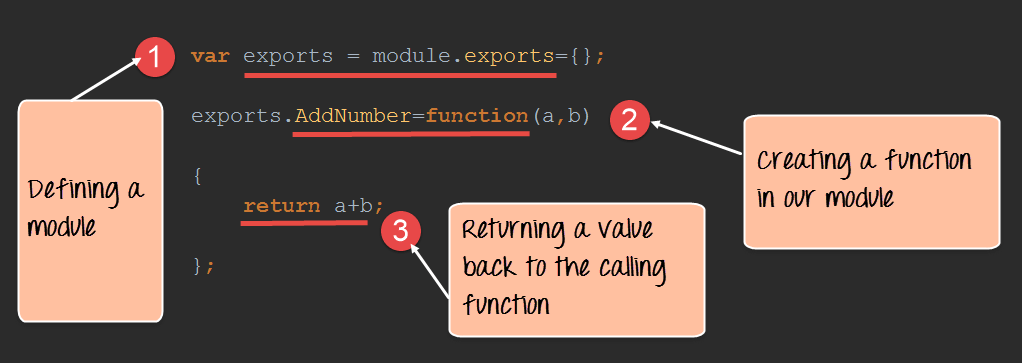 1 var exports = module.exports={};
exports.AddNumber=function(a,b) 2
Creating a function
in our module
Defining a
module
{
return a+b;
3
Returning a value
back to the calling
function
};